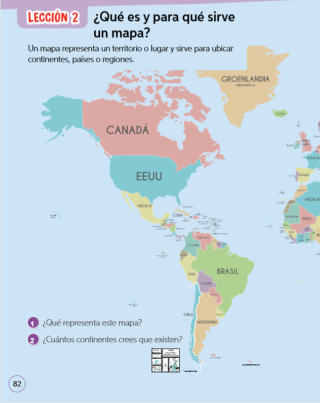 LECCIÓN 2
¿Qué es y para qué sirve
un mapa?
Un mapa representa un territorio o lugar y sirve para ubicar
continentes, países o regiones.
GROENLANDIA
CANADÁ
EEUU
MÉXICO
CUBA
PERÚ
BRASIL
CHILE
ARGENTINA
1 ¿Qué representa este mapa?
2 ¿Cuántos continentes crees que existen?
82